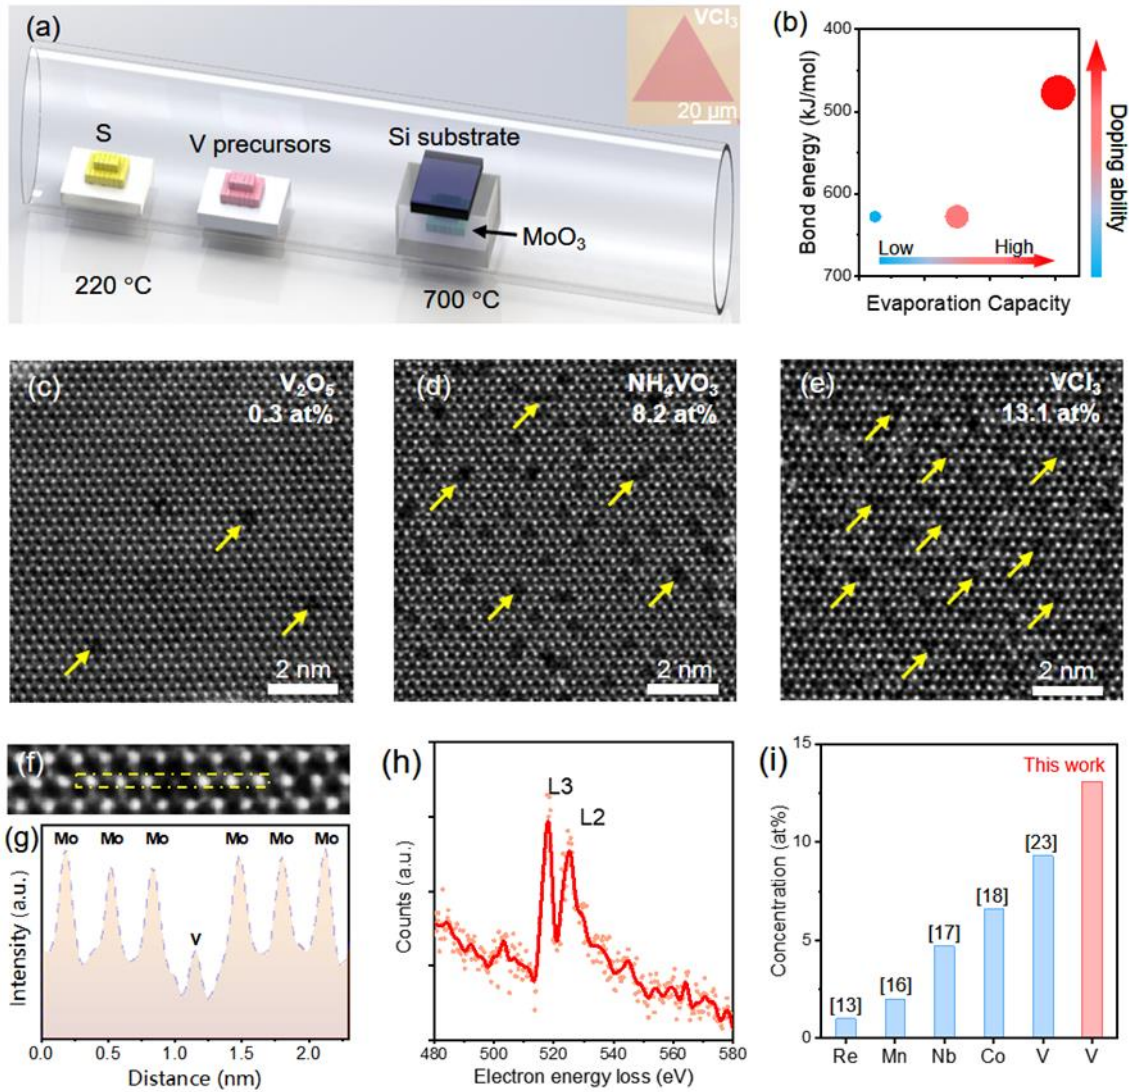 (a)
VCl₃
20 μm
S
V precursors
Si substrate
MoO₃
220 °C
700 °C
(b)
Bond energy (kJ/mol)
400
500
600
700
Low
High
Evaporation Capacity
Doping ability
(c)
V₂O₅
0.3 at%
2 nm
(d)
NH₄VO₃
8.2 at%
2 nm
(e)
VCl₃
13.1 at%
2 nm
(f)
(g)
Mo Mo Mo Mo Mo Mo
V
Intensity (a.u.)
0.0 0.5 1.0 1.5 2.0
Distance (nm)
(h)
L3
L2
Counts (a.u.)
480 500 520 540 560 580
Electron energy loss (eV)
(i)
This work
15
10
5
0
Concentration (at%)
[13]
[16]
[17]
[18]
[23]
Re Mn Nb Co V V